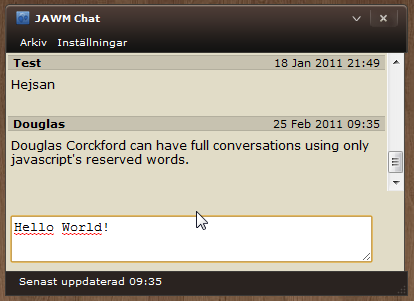 JAWM Chat
Arkiv Inställningar
Test 18 Jan 2011 21:49
Hejsan
Douglas 25 Feb 2011 09:35
Douglas Corckford can have full conversations using only
javascript's reserved words.
Hello World!
Senast uppdaterad 09:35